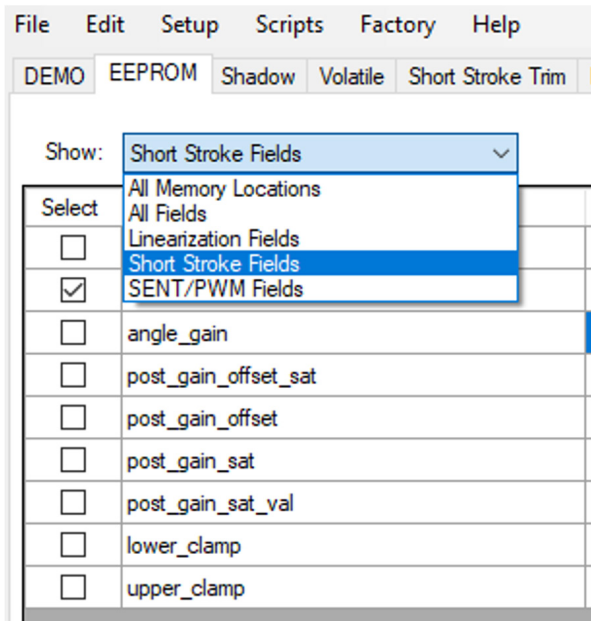 File Edit Setup Scripts Factory Help
DEMO EEPROM Shadow Volatile Short Stroke Trim
Show: Short Stroke Fields
All Memory Locations
All Fields
Linearization Fields
Short Stroke Fields
SENT/PWM Fields
Select
angle_gain
post_gain_offset_sat
post_gain_offset
post_gain_sat
post_gain_sat_val
lower_clamp
upper_clamp